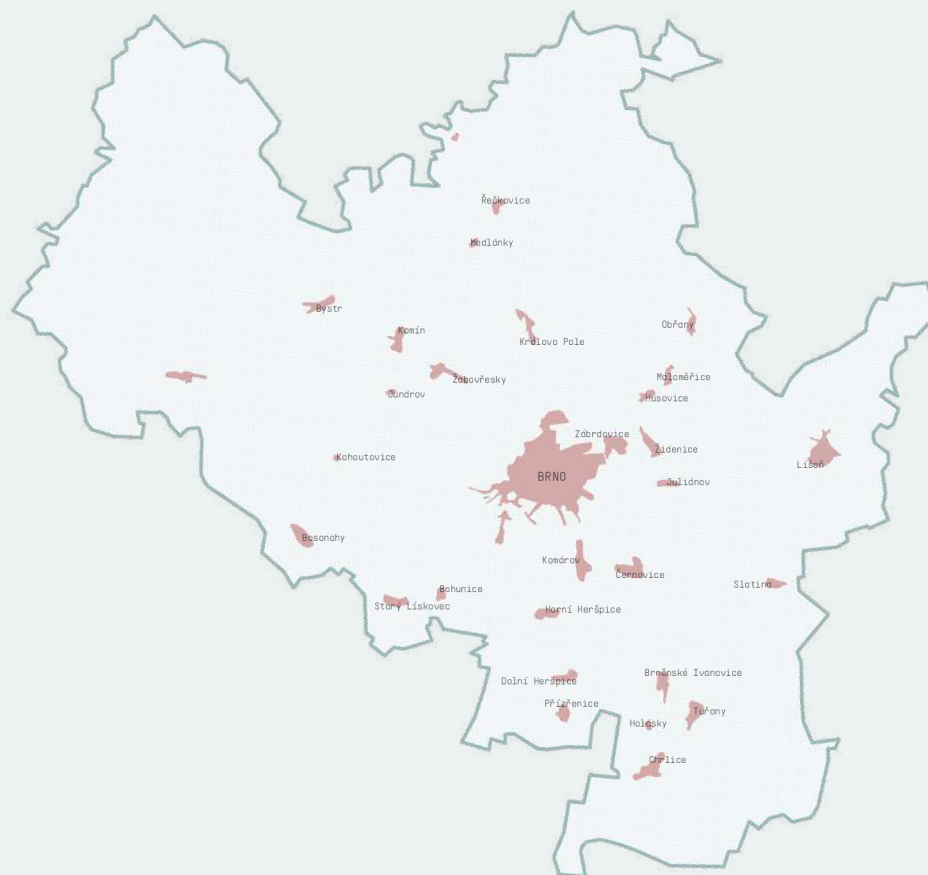 Řečkovice
Medlánky
Bystr
Komín
Královo Pole
Obřany
Žabovřesky
Maloměřice
Jundrov
Husovice
Zábrdovice
Židenice
Kohoutovice
Líšeň
BRNO
Juliánov
Bosonohy
Komárov
Černovice
Slatina
Bohunice
Starý Lískovec
Horní Heršpice
Brněnské Ivanovice
Dolní Heršpice
Přízřenice
Tuřany
Holásky
Chrlice